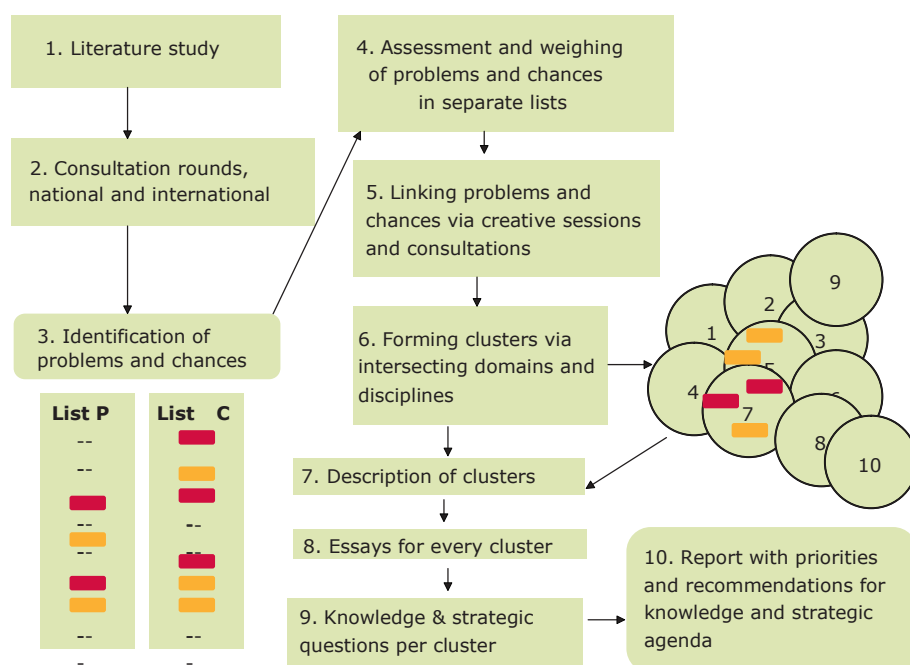 1. Literature study
2. Consultation rounds,
national and international
3. Identification of
problems and chances
List P
--
--
--
--
--
-
List C
--
--
--
-
4. Assessment and weighing
of problems and chances
in separate lists
5. Linking problems and
chances via creative sessions
and consultations
6. Forming clusters via
intersecting domains and
disciplines
9
2
1
3
5
4
7
8
10
7. Description of clusters
8. Essays for every cluster
9. Knowledge & strategic
questions per cluster
10. Report with priorities
and recommendations for
knowledge and strategic
agenda